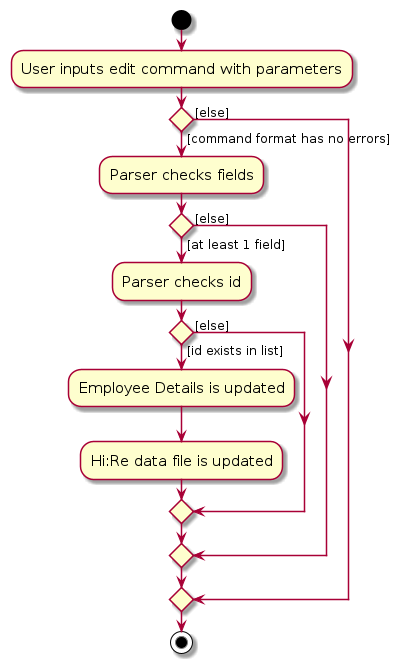 User inputs edit command with parameters
[else]
[command format has no errors]
Parser checks fields
[else]
[at least 1 field]
Parser checks id
[else]
[id exists in list]
Employee Details is updated
Hi:Re data file is updated